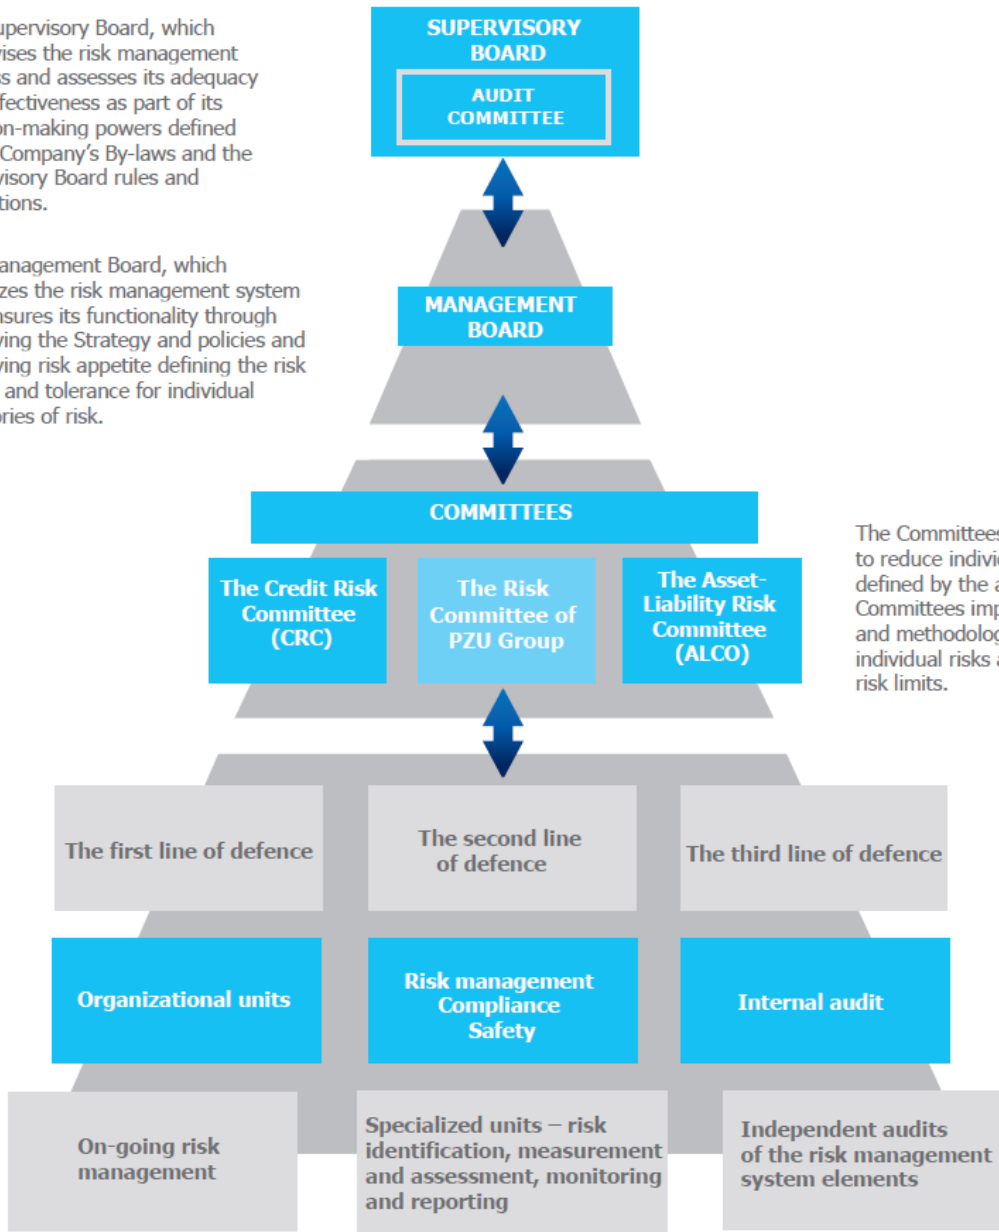 upervisory Board, which
vises the risk management
ss and assesses its adequacy
ffectiveness as part of its
on-making powers defined
Company's By-laws and the
visory Board rules and
tions.
SUPERVISORY
BOARD
AUDIT
COMMITTEE
anagement Board, which
izes the risk management system
nsures its functionality through
ving the Strategy and policies and
ving risk appetite defining the risk
and tolerance for individual
ories of risk.
MANAGEMENT
BOARD
COMMITTEES
The Credit Risk
Committee
(CRC)
The Risk
Committee of
PZU Group
The Asset-
Liability Risk
Committee
(ALCO)
The Committees
to reduce individ
defined by the a
Committees imp
and methodolog
individual risks a
risk limits.
The first line of defence
The second line
of defence
The third line of defence
Organizational units
Risk management
Compliance
Safety
Internal audit
On-going risk
management
Specialized units – risk
identification, measurement
and assessment, monitoring
and reporting
Independent audits
of the risk management
system elements